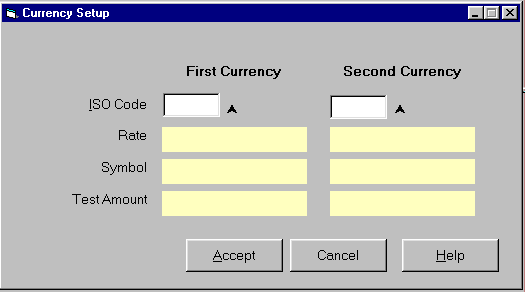 Currency Setup
First Currency Second Currency
ISO Code
Rate
Symbol
Test Amount
Accept Cancel Help